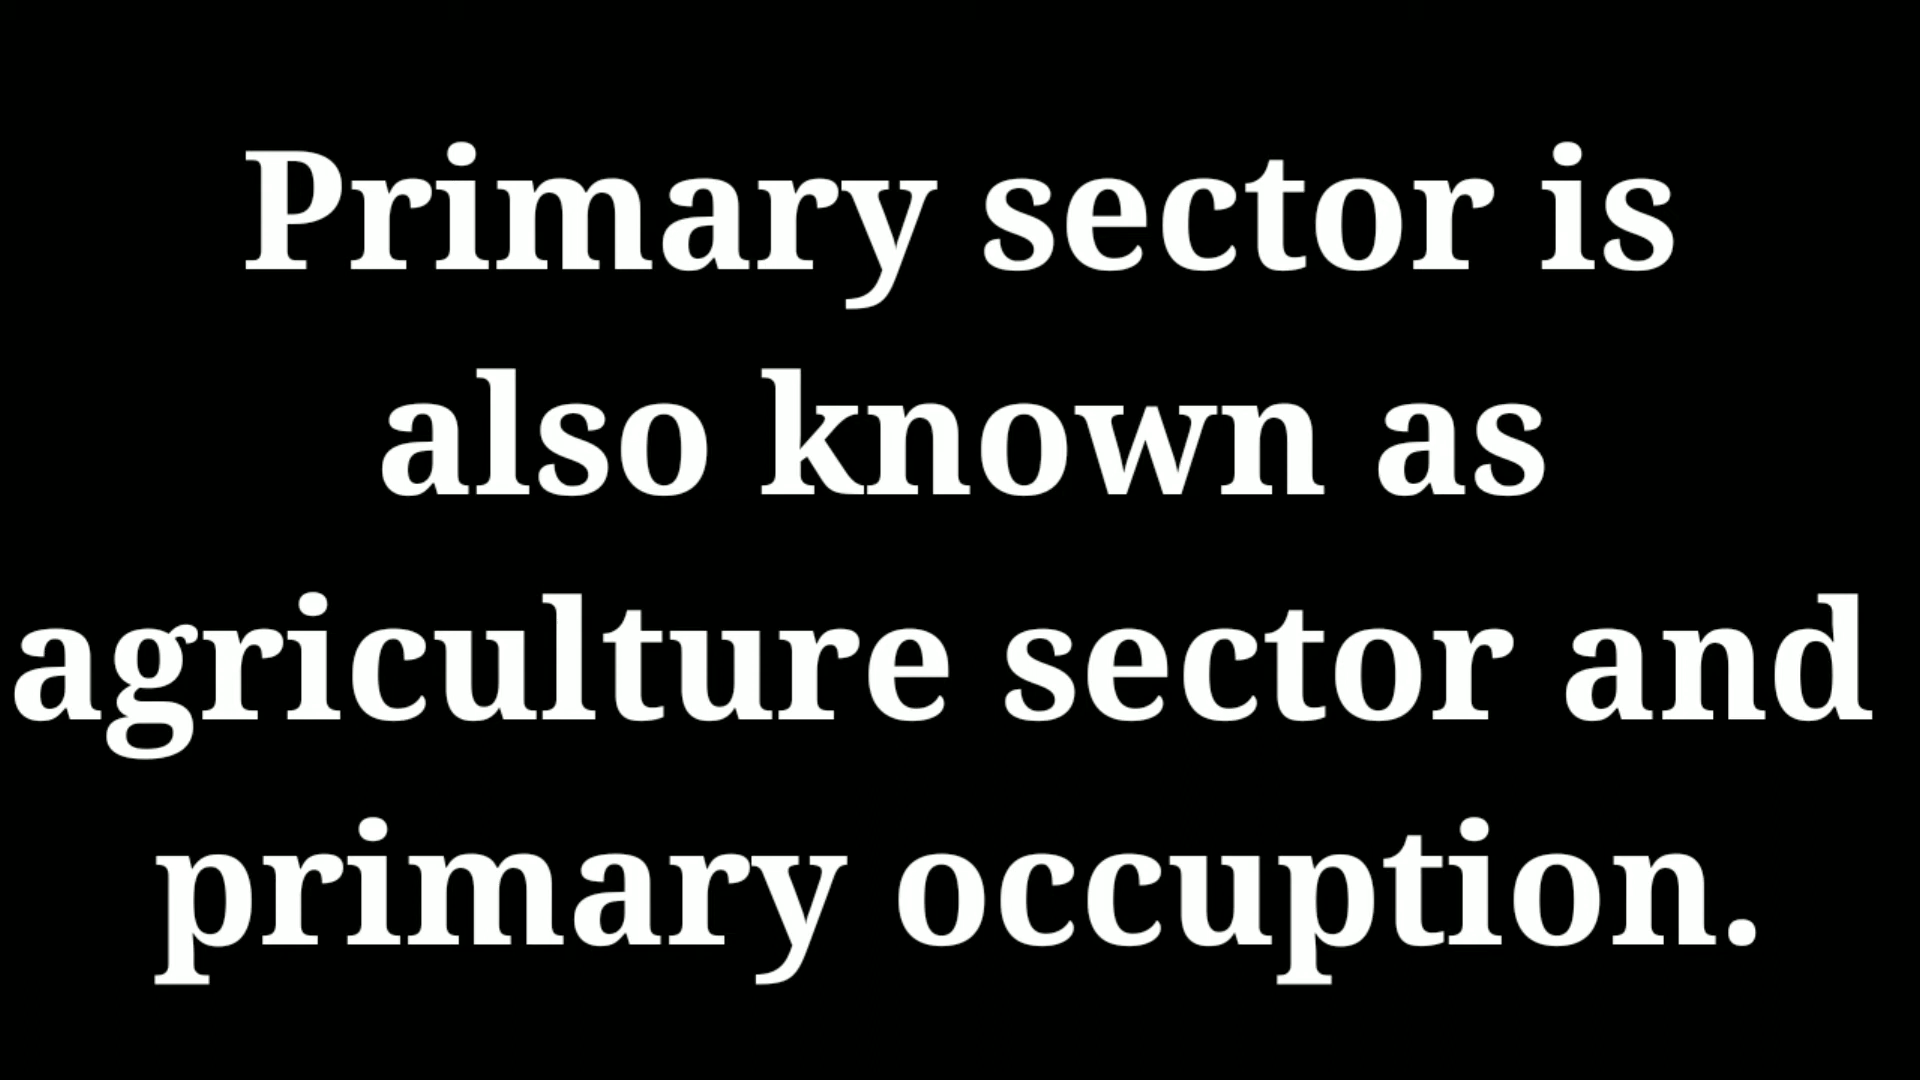 Primary sector is
also known as
agriculture sector and
primary occuption.